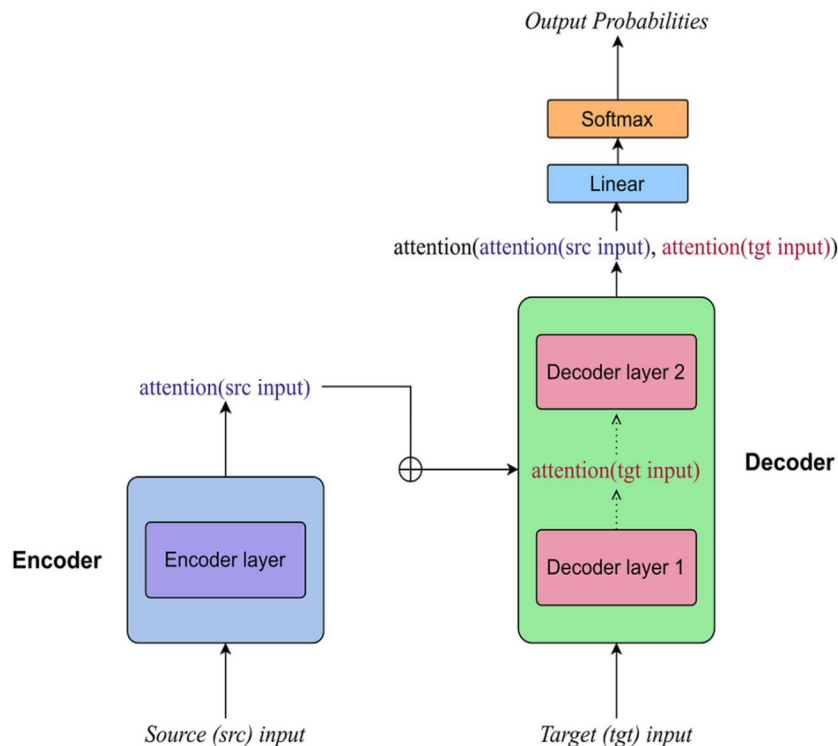 Output Probabilities
Softmax
Linear
attention(attention(src input), attention(tgt input))
Decoder layer 2
attention(src input)
attention(tgt input)
Decoder
Encoder
Encoder layer
Decoder layer 1
Source (src) input
Target (tgt) input